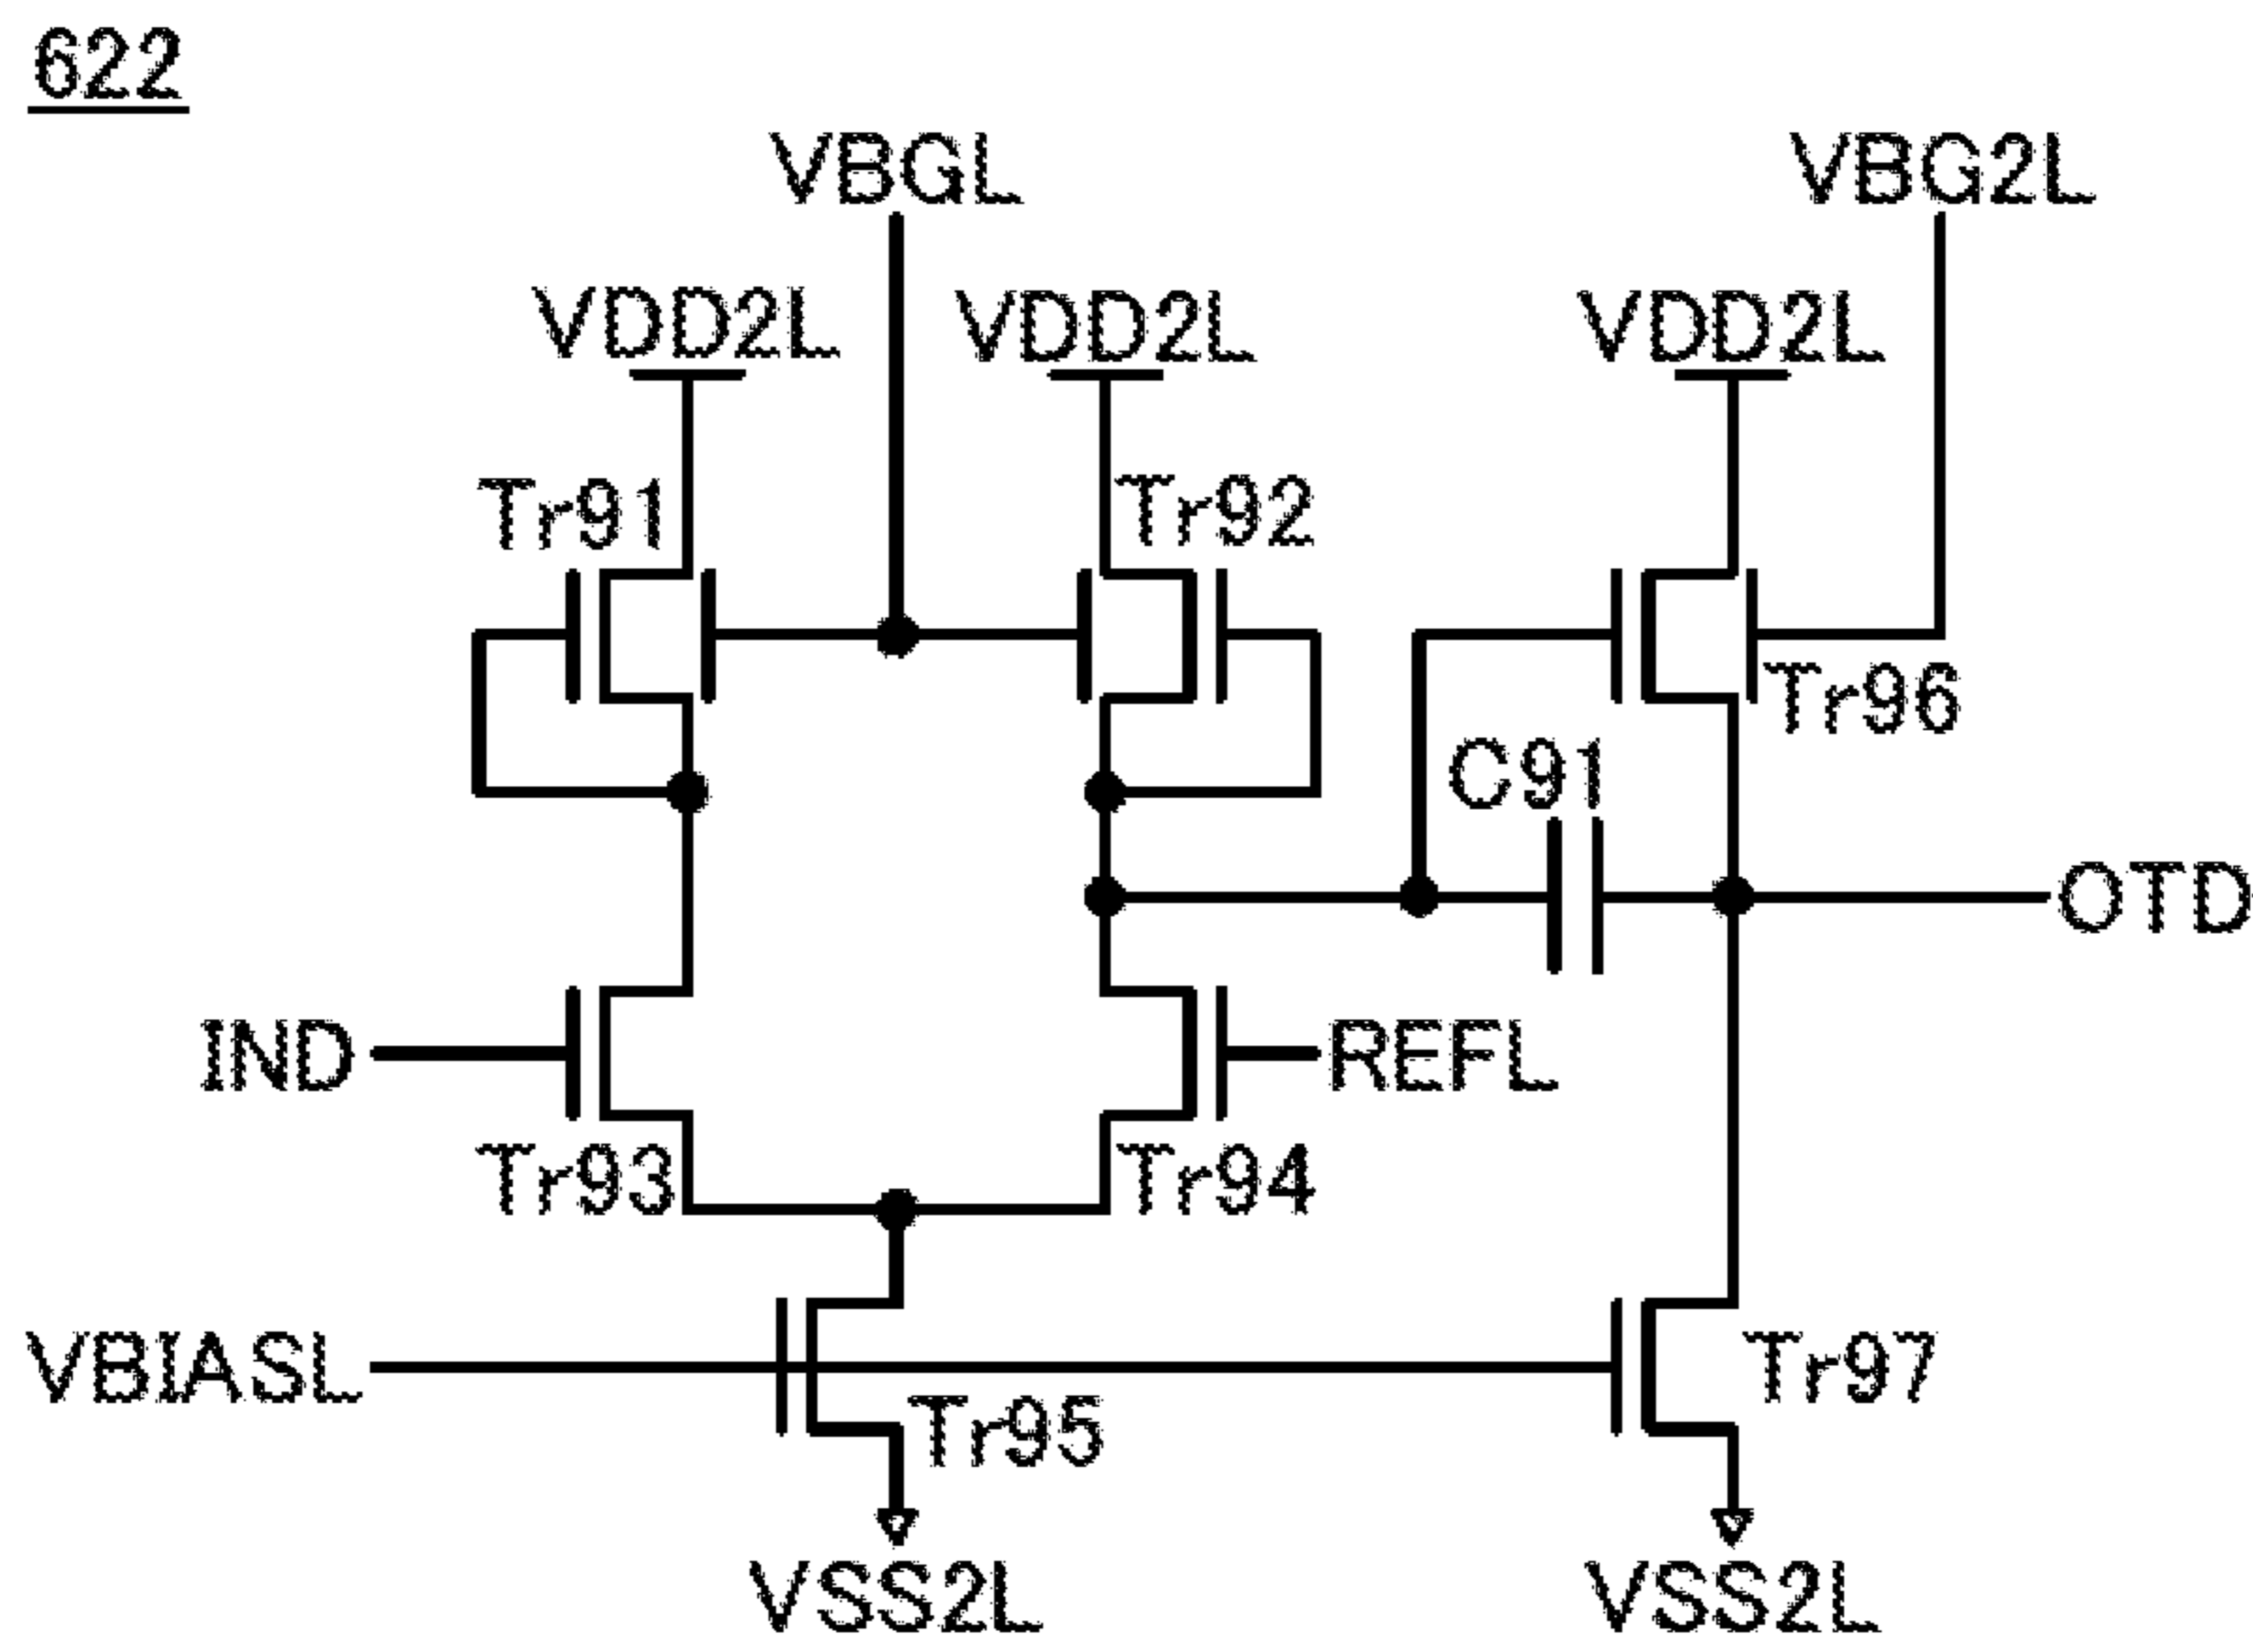 622
VBGL VBG2L
VDD2L VDD2L VDD2L
Tr91 Tr92
Tr96
C91
OTD
IND REFL
Tr93 Tr94
VBIASL Tr97
Tr95
VSS2L VSS2L